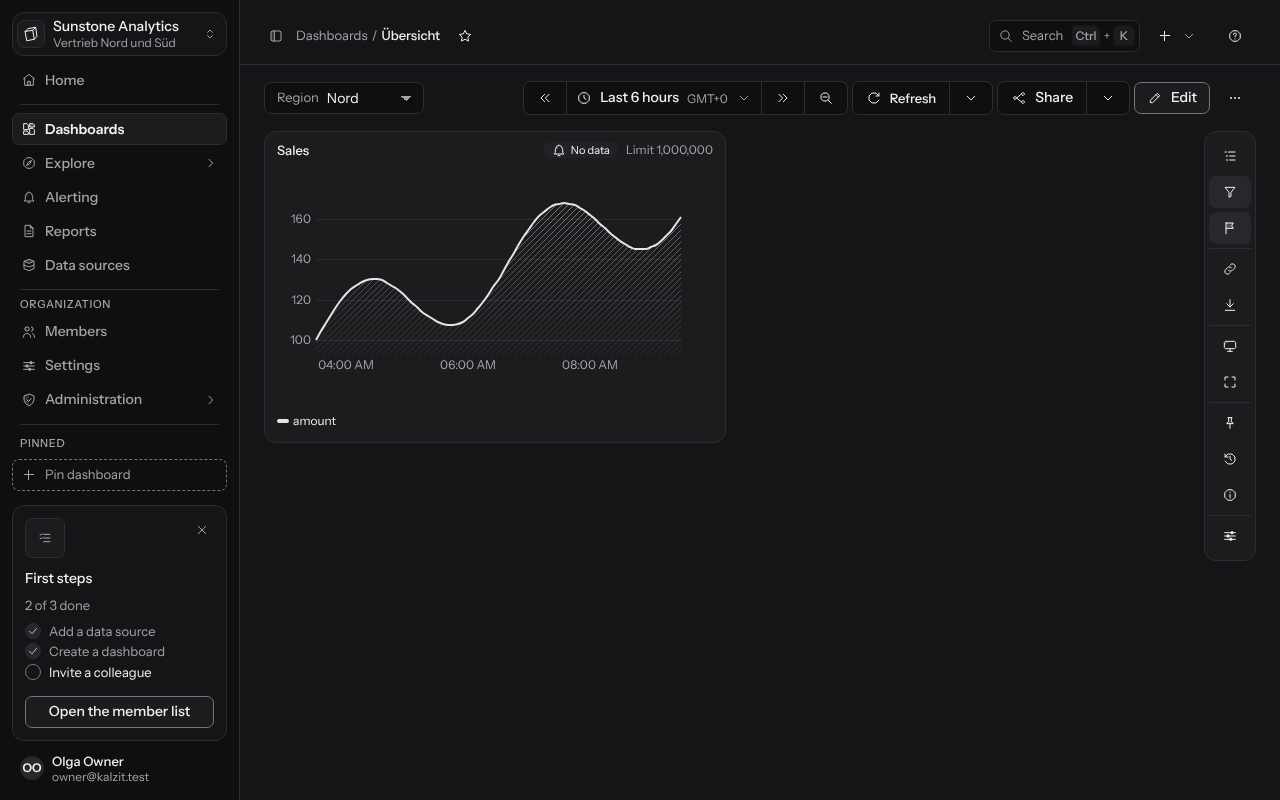 Sunstone Analytics
Vertrieb Nord und Süd
Home
Dashboards
Explore
Alerting
Reports
Data sources
ORGANIZATION
Members
Settings
Administration
PINNED
Pin dashboard
First steps
2 of 3 done
Add a data source
Create a dashboard
Invite a colleague
Open the member list
OO
Olga Owner
owner@kalzit.test
Dashboards / Übersicht
Search Ctrl + K
Region Nord
Last 6 hours GMT+0
Refresh
Share
Edit
Sales
No data
Limit 1,000,000
160
140
120
100
04:00 AM 06:00 AM 08:00 AM
amount